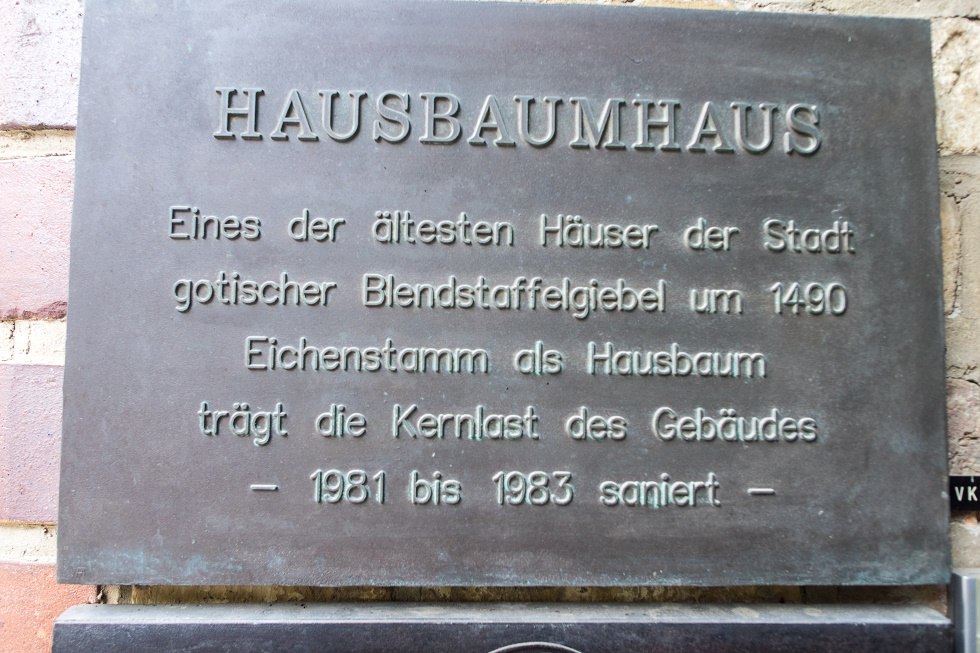 HAUSBAUMHAUS
Eines der ältesten Häuser der Stadt
gotischer Blendstaffelgiebel um 1490
Eichenstamm als Hausbaum
trägt die Kernlast des Gebäudes
– 1981 bis 1983 saniert –
VK